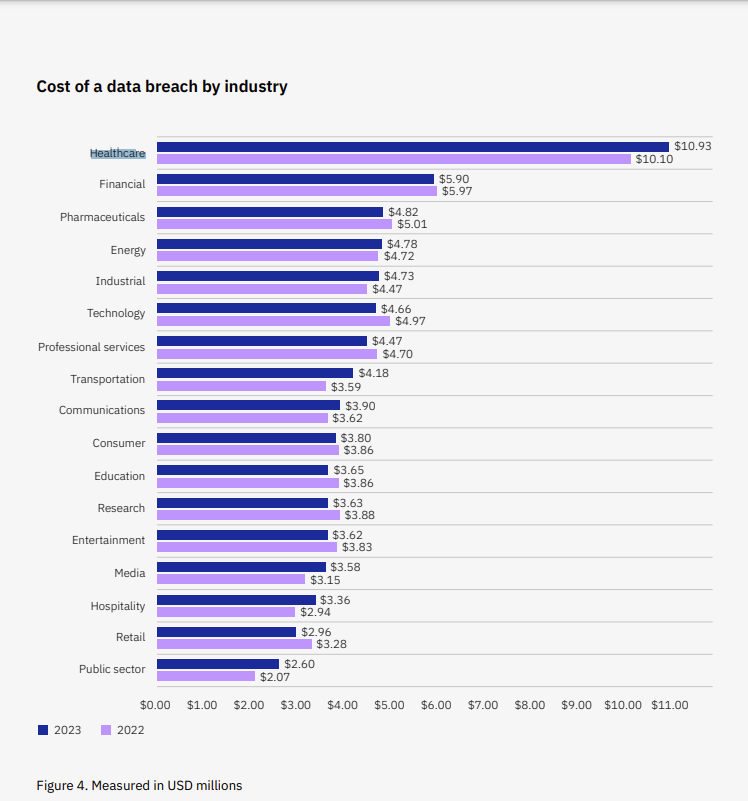 Cost of a data breach by industry
Healthcare
$10.93
$10.10
Financial
$5.90
$5.97
Pharmaceuticals
$4.82
$5.01
Energy
$4.78
$4.72
Industrial
$4.73
$4.47
Technology
$4.66
$4.97
Professional services
$4.47
$4.70
Transportation
$4.18
$3.59
Communications
$3.90
$3.62
Consumer
$3.80
$3.86
Education
$3.65
$3.86
Research
$3.63
$3.88
Entertainment
$3.62
$3.83
Media
$3.58
$3.15
Hospitality
$3.36
$2.94
Retail
$2.96
$3.28
Public sector
$2.60
$2.07
$0.00 $1.00 $2.00 $3.00 $4.00 $5.00 $6.00 $7.00 $8.00 $9.00 $10.00 $11.00
2023 2022
Figure 4. Measured in USD millions